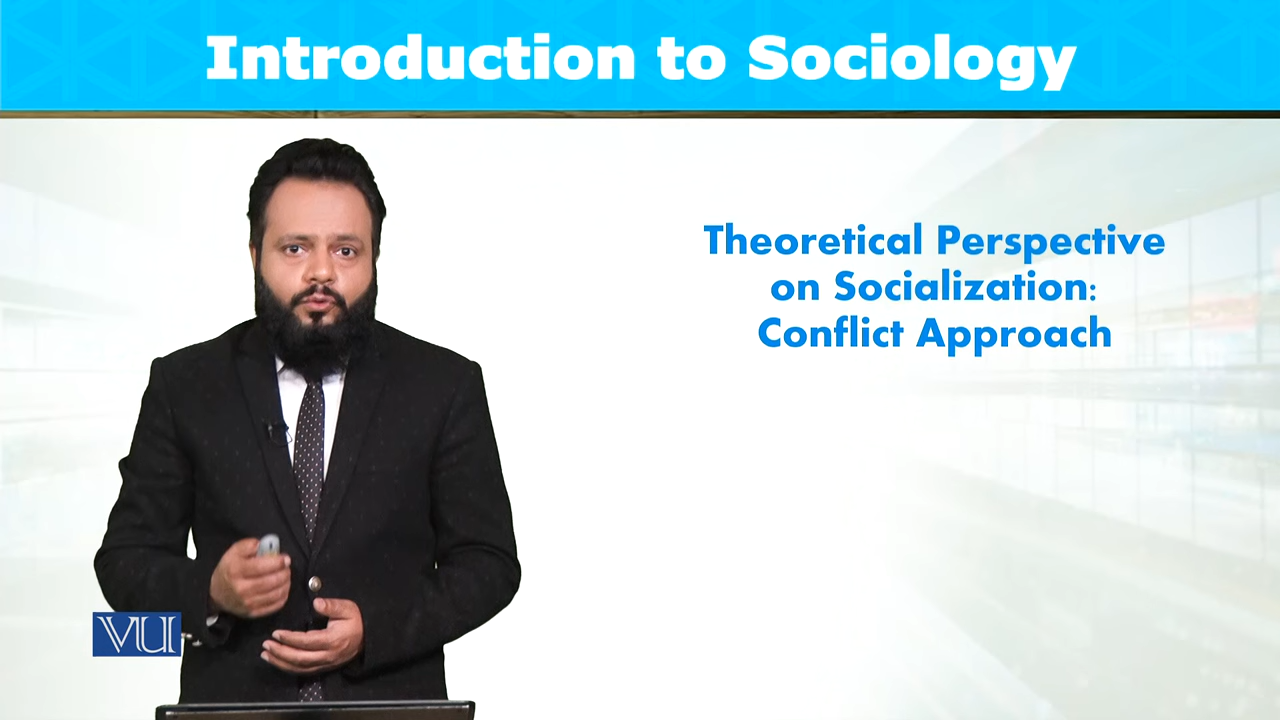 Introduction to Sociology
Theoretical Perspective
on Socialization:
Conflict Approach
VU